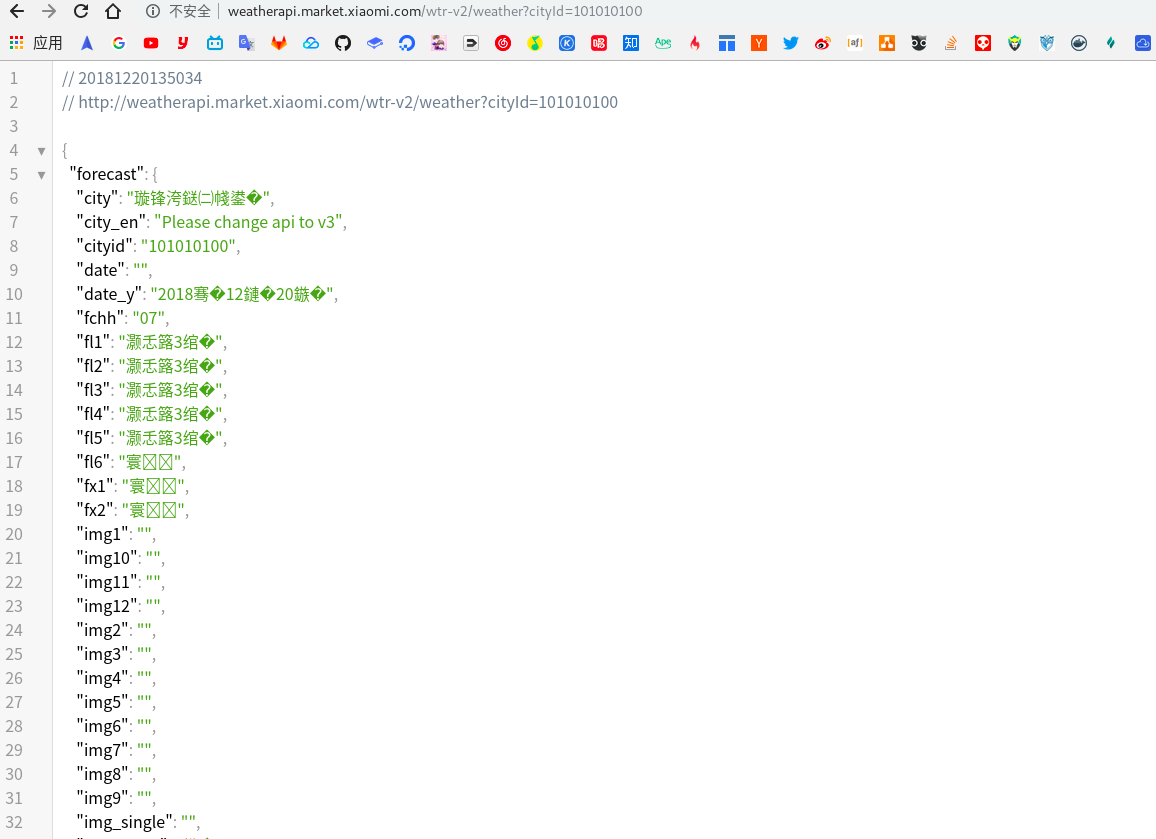 不安全 weatherapi.market.xiaomi.com/wtr-v2/weather?cityId=101010100
应用
1 // 20181220135034
2 // http://weatherapi.market.xiaomi.com/wtr-v2/weather?cityId=101010100
3
4 {
5 "forecast": {
6 "city": "璇锋洿鎹㈡帴鍙�",
7 "city_en": "Please change api to v3",
8 "cityid": "101010100",
9 "date": "",
10 "date_y": "2018骞�12鏈�20鏃�",
11 "fchh": "07",
12 "fl1": "灏忎簬3绾�",
13 "fl2": "灏忎簬3绾�",
14 "fl3": "灏忎簬3绾�",
15 "fl4": "灏忎簬3绾�",
16 "fl5": "灏忎簬3绾�",
17 "fl6": "寰",
18 "fx1": "寰",
19 "fx2": "寰",
20 "img1": "",
21 "img10": "",
22 "img11": "",
23 "img12": "",
24 "img2": "",
25 "img3": "",
26 "img4": "",
27 "img5": "",
28 "img6": "",
29 "img7": "",
30 "img8": "",
31 "img9": "",
32 "img_single": "",